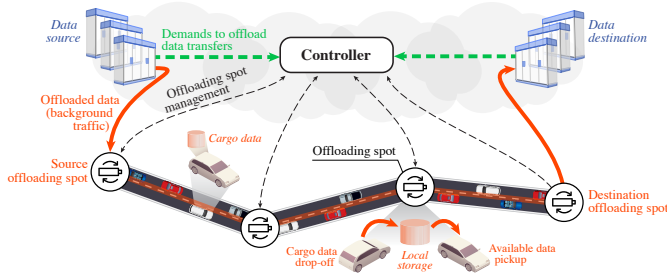 Data
source
Demands to offload
data transfers
Controller
Data
destination
Offloaded data
(background
traffic)
Offloading spot
management
Cargo data
Source
offloading spot
Offloading spot
Destination
offloading spot
Cargo data
drop-off
Local
storage
Available data
pickup